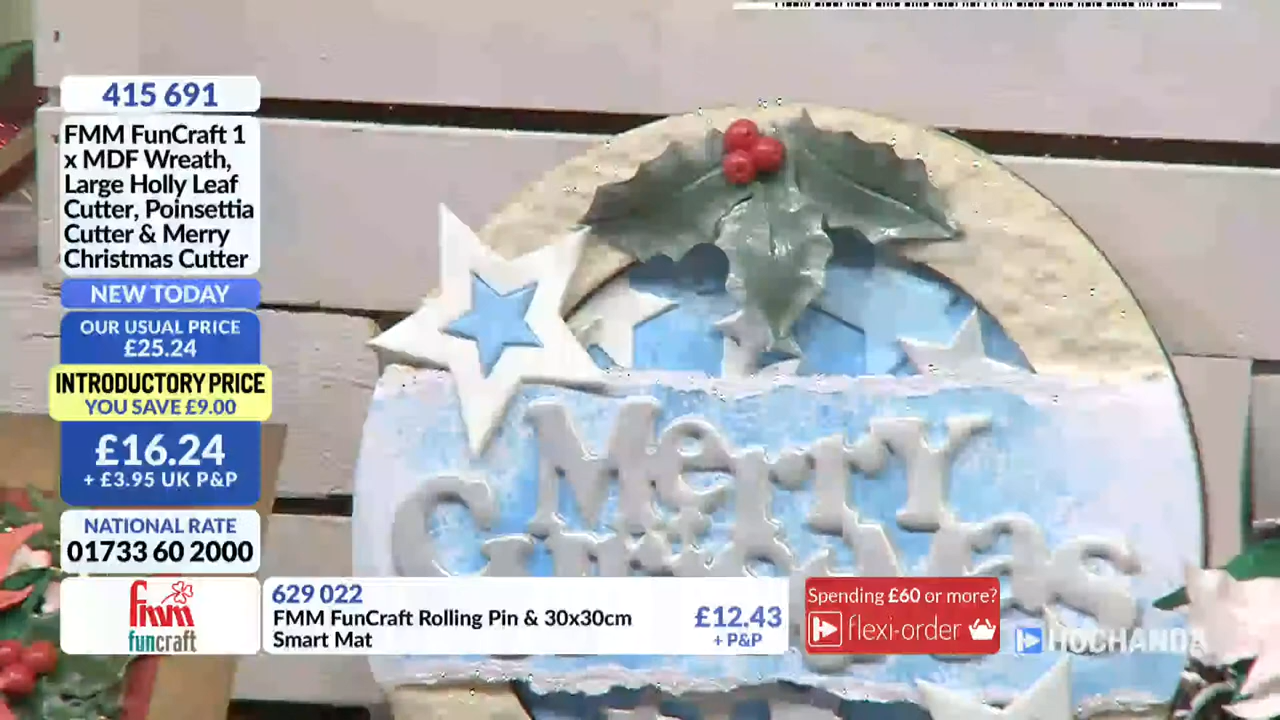 415 691
FMM FunCraft 1
x MDF Wreath,
Large Holly Leaf
Cutter, Poinsettia
Cutter & Merry
Christmas Cutter
NEW TODAY
OUR USUAL PRICE
£25.24
INTRODUCTORY PRICE
YOU SAVE £9.00
£16.24
+ £3.95 UK P&P
NATIONAL RATE
01733 60 2000
fmm
funcraft
629 022
FMM FunCraft Rolling Pin & 30x30cm
Smart Mat
£12.43
+ P&P
Spending £60 or more?
flexi-order
HOCHANDA
Merry
Christmas